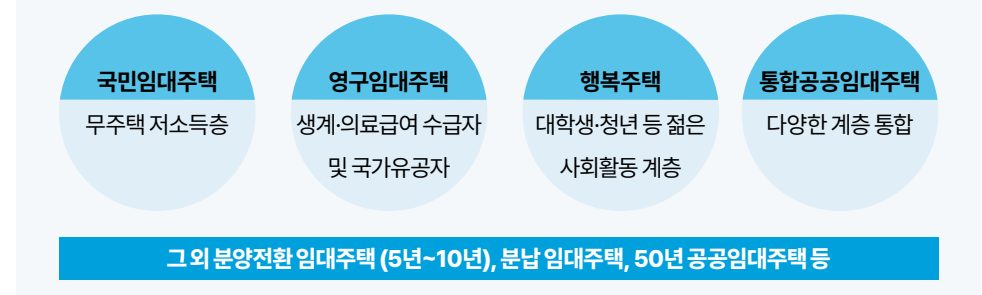 국민임대주택
무주택 저소득층
영구임대주택
생계·의료급여 수급자
및 국가유공자
행복주택
대학생·청년 등 젊은
사회활동 계층
통합공공임대주택
다양한 계층 통합
그 외 분양전환 임대주택 (5년~10년), 분납 임대주택, 50년 공공임대주택 등